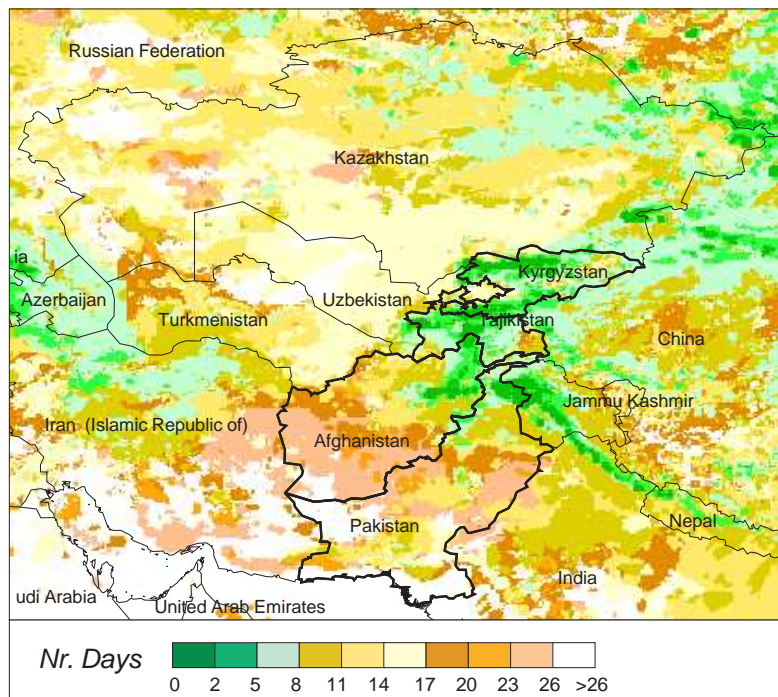 Russian Federation
Kazakhstan
ia
Kyrgyzstan
Azerbaijan
Uzbekistan
Turkmenistan
Tajikistan
China
Jammu Kashmir
Iran (Islamic Republic of)
Afghanistan
Pakistan
Nepal
India
udi Arabia
United Arab Emirates
Nr. Days
0 2 5 8 11 14 17 20 23 26 >26